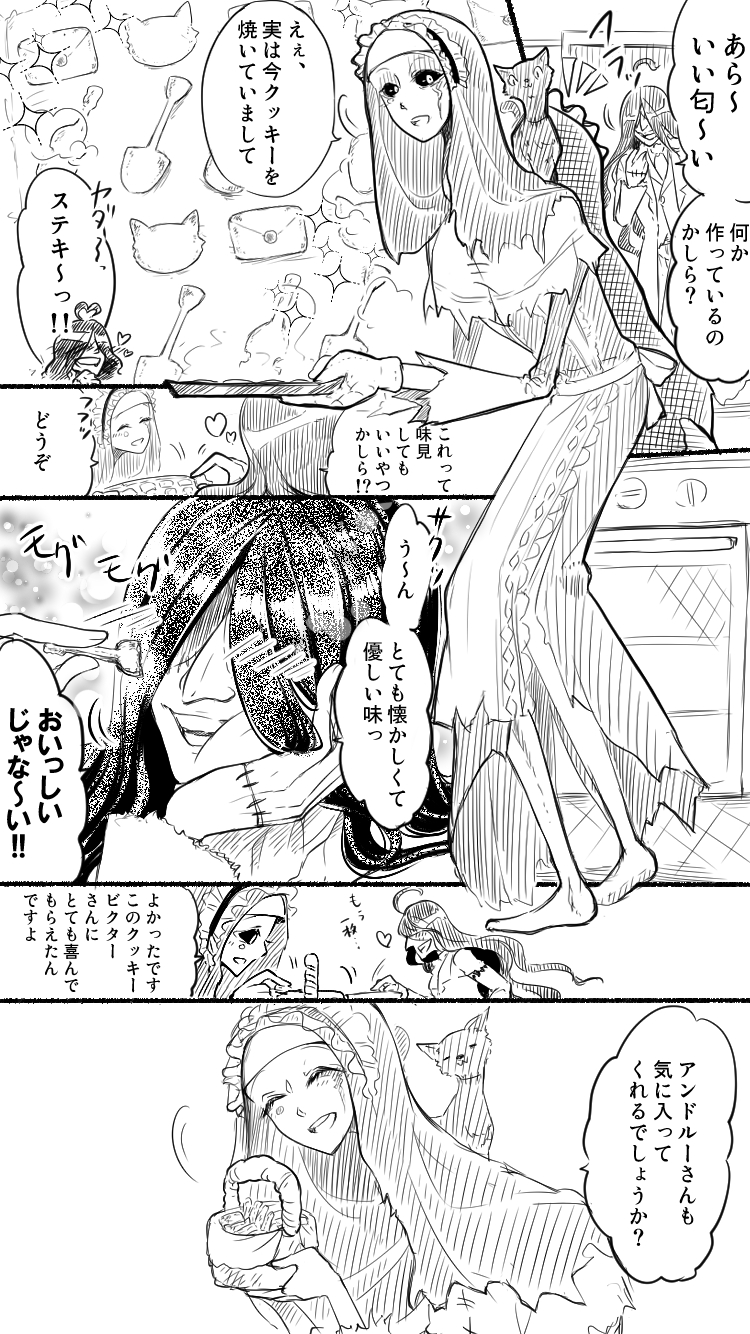 あら〜
いい匂〜い
何か
作っているの
かしら?
えぇ、
実は今クッキーを
焼いていまして
ヤダ〜っ
ステキ〜っ!!
これって
味見
しても
いいやつ
かしら!?
フフッ
どうぞ
サクッ
う〜ん
とても懐かしくて
優しい味っ
モグ
モグ
おいっしい
じゃな〜い!!
もう
一枚…
よかったです
このクッキー
ビクター
さんに
とても喜んで
もらえたん
ですよ
アンドルーさんも
気に入って
くれるでしょうか?